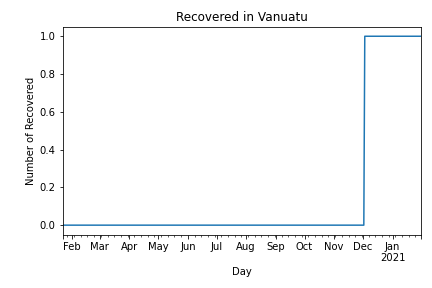 Recovered in Vanuatu
Number of Recovered
1.0
0.8
0.6
0.4
0.2
0.0
Feb Mar Apr May Jun Jul Aug Sep Oct Nov Dec Jan
2021
Day